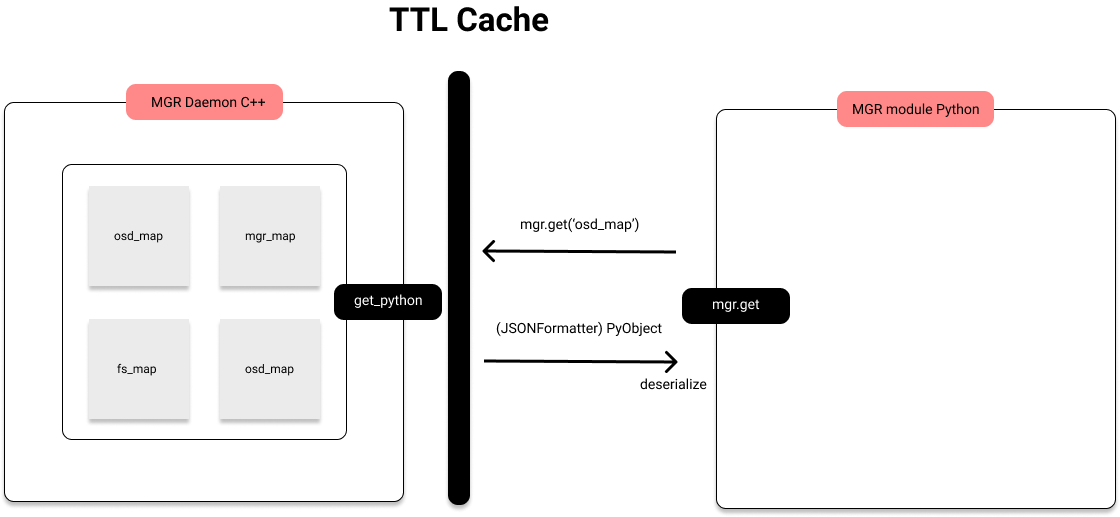 TTL Cache
MGR Daemon C++
MGR module Python
osd_map
mgr_map
mgr.get(‘osd_map’)
get_python
mgr.get
(JSONFormatter) PyObject
fs_map
osd_map
deserialize